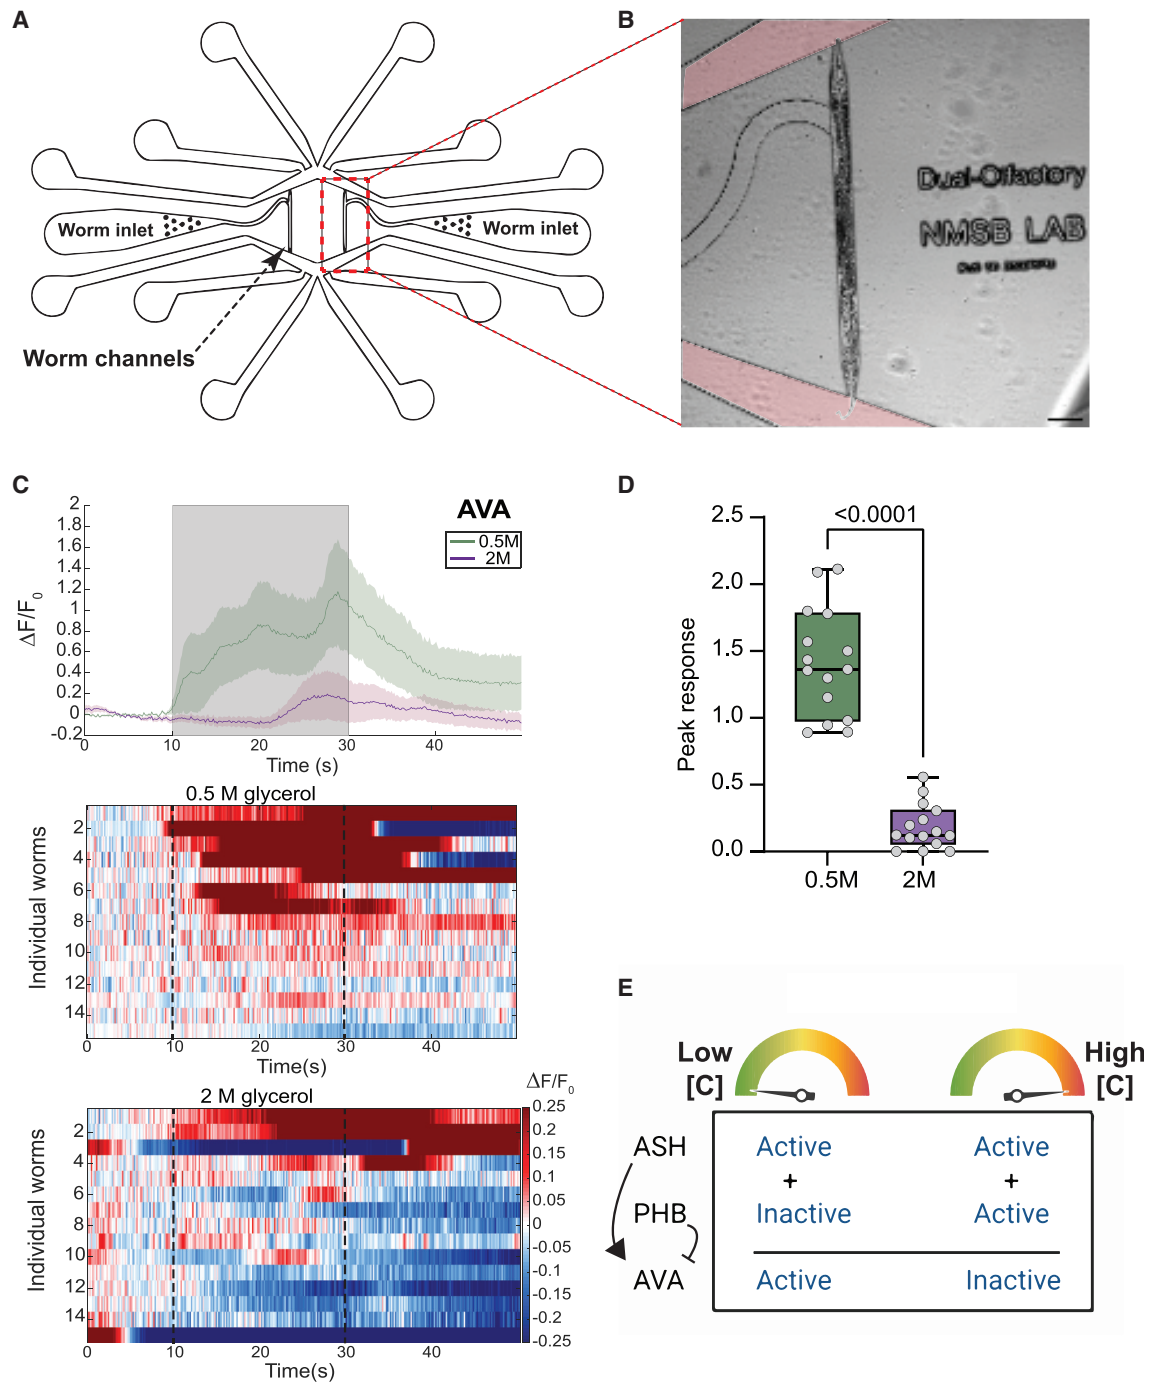 A
B
Worm inlet
Worm inlet
Worm channels
Dual-Olfactory
NMSB LAB
C
AVA
0.5M
2M
ΔF/F0
2
1.8
1.6
1.4
1.2
1
0.8
0.6
0.4
0.2
0
-0.2
0 10 20 30 40
Time (s)
0.5 M glycerol
Individual worms
2
4
6
8
10
12
14
0 10 20 30 40
Time(s)
2 M glycerol
ΔF/F0
Individual worms
2
4
6
8
10
12
14
0 10 20 30 40
Time(s)
0.25
0.2
0.15
0.1
0.05
0
-0.05
-0.1
-0.15
-0.2
-0.25
D
<0.0001
Peak response
2.5
2.0
1.5
1.0
0.5
0.0
0.5M 2M
E
Low [C]
High [C]
ASH Active Active
+ +
PHB Inactive Active
AVA Active Inactive